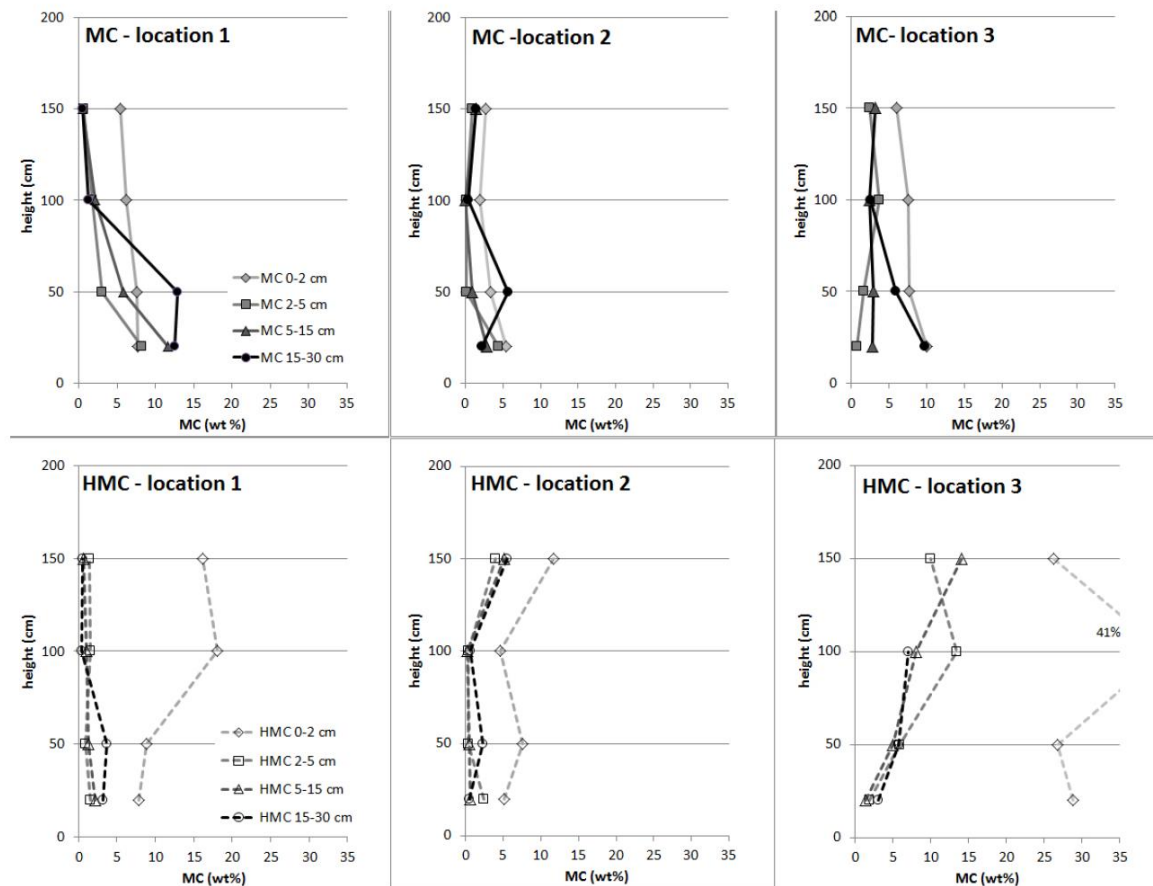 MC - location 1
200
150
100
50
0
height (cm)
0 5 10 15 20 25 30 35
MC (wt %)
MC 0-2 cm
MC 2-5 cm
MC 5-15 cm
MC 15-30 cm
MC -location 2
200
150
100
50
0
height (cm)
0 5 10 15 20 25 30 35
MC (wt%)
MC- location 3
200
150
100
50
0
height (cm)
0 5 10 15 20 25 30 35
MC (wt%)
HMC - location 1
200
150
100
50
0
height (cm)
0 5 10 15 20 25 30 35
MC (wt%)
HMC 0-2 cm
HMC 2-5 cm
HMC 5-15 cm
HMC 15-30 cm
HMC - location 2
200
150
100
50
0
height (cm)
0 5 10 15 20 25 30 35
MC (wt%)
HMC - location 3
200
150
100
50
0
height (cm)
41%
0 5 10 15 20 25 30 35
MC (wt%)